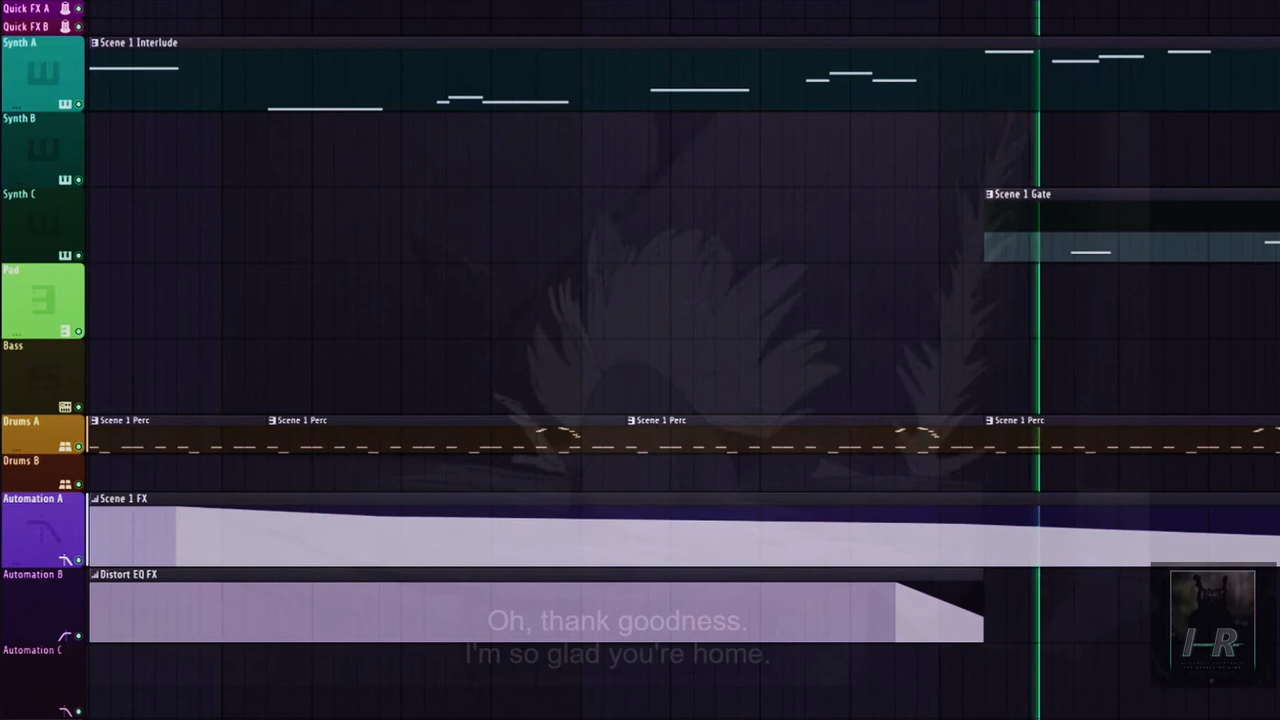 Quick FX A
Quick FX B
Synth A
Scene 1 Interlude
Synth B
Synth C
Scene 1 Gate
Pad
Bass
Drums A
Scene 1 Perc
Scene 1 Perc
Scene 1 Perc
Scene 1 Perc
Drums B
Automation A
Scene 1 FX
Automation B
Distort EQ FX
Oh, thank goodness.
I'm so glad you're home.
Automation C
H-R